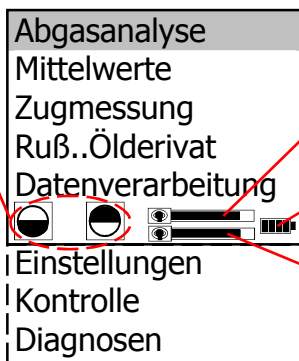 Abgasanalyse
Mittelwerte
Zugmessung
Ruß..Ölderivat
Datenverarbeitung
Einstellungen
Kontrolle
Diagnosen